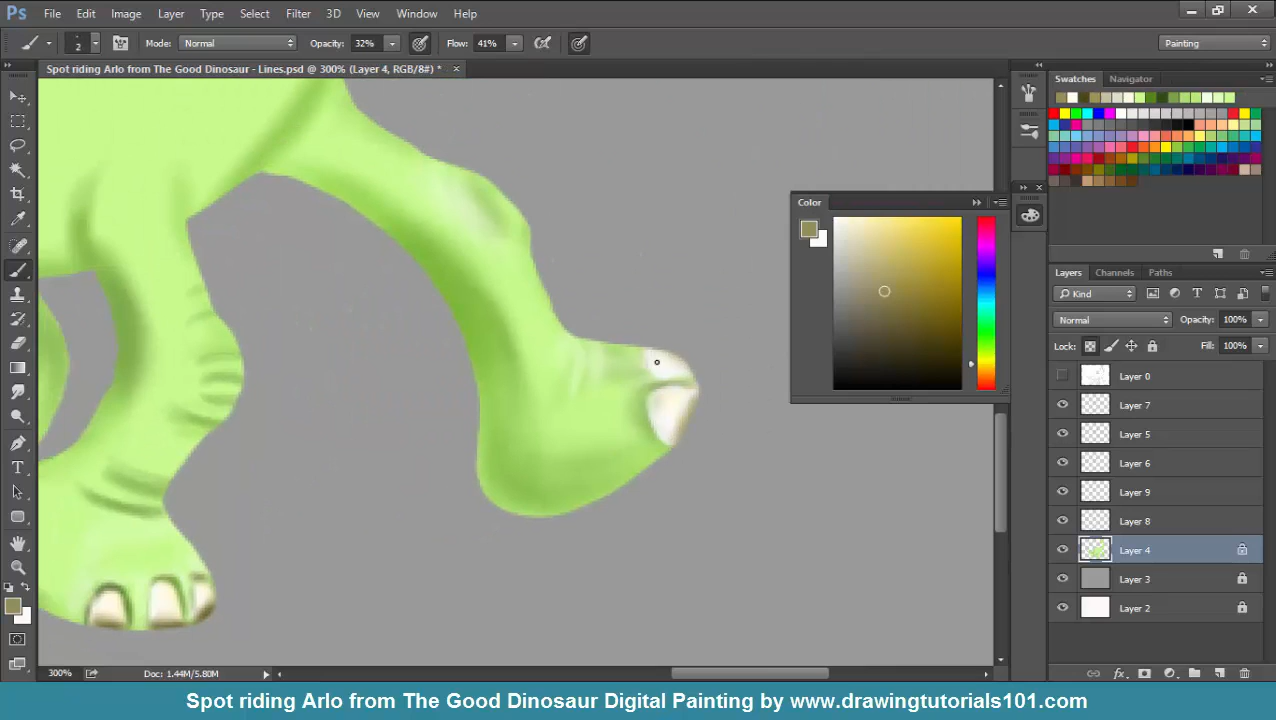 Ps File Edit Image Layer Type Select Filter 3D View Window Help
2 Mode: Normal Opacity: 32% Flow: 41% Painting
Spot riding Arlo from The Good Dinosaur - Lines.psd @ 300% (Layer 4, RGB/8#) * ×
Swatches Navigator
Color
Layers Channels Paths
Kind
Normal Opacity: 100%
Lock: Fill: 100%
Layer 0
Layer 7
Layer 5
Layer 6
Layer 9
Layer 8
Layer 4
Layer 3
Layer 2
300% Doc: 1.44M/5.80M
Spot riding Arlo from The Good Dinosaur Digital Painting by www.drawingtutorials101.com